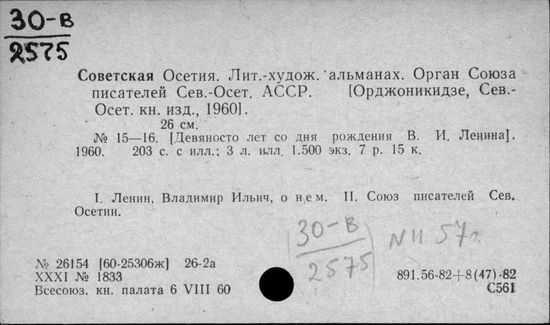 30-в
2575
Советская Осетия. Лит.-худож. альманах. Орган Союза
писателей Сев.-Осет. АССР. [Орджоникидзе, Сев.-
Осет. кн. изд., 1960].
26 см.
№ 15—16. [Девяносто лет со дня рождения В. И. Ленина].
1960. 203 с. с илл.; 3 л. илл. 1.500 экз. 7 р. 15 к.
I. Ленин, Владимир Ильич, о нем. II. Союз писателей Сев.
Осетии.
30-в
2575
N II 57г.
№ 26154 [60-25306ж] 26-2а
XXXI № 1833
Всесоюз. кн. палата 6 VIII 60
891.56-82+8(47)-82
С561